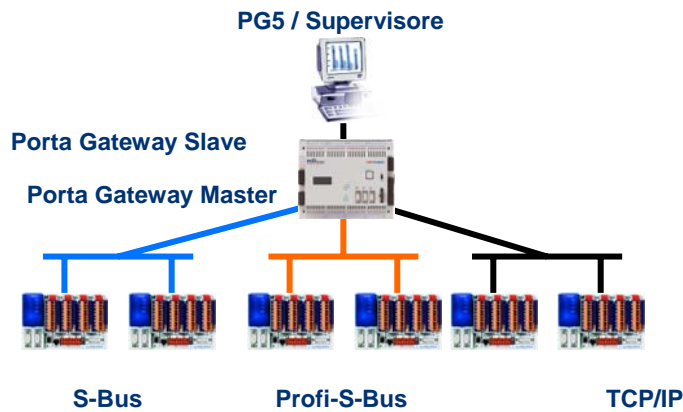 PG5 / Supervisore
Porta Gateway Slave
Porta Gateway Master
S-Bus
Profi-S-Bus
TCP/IP